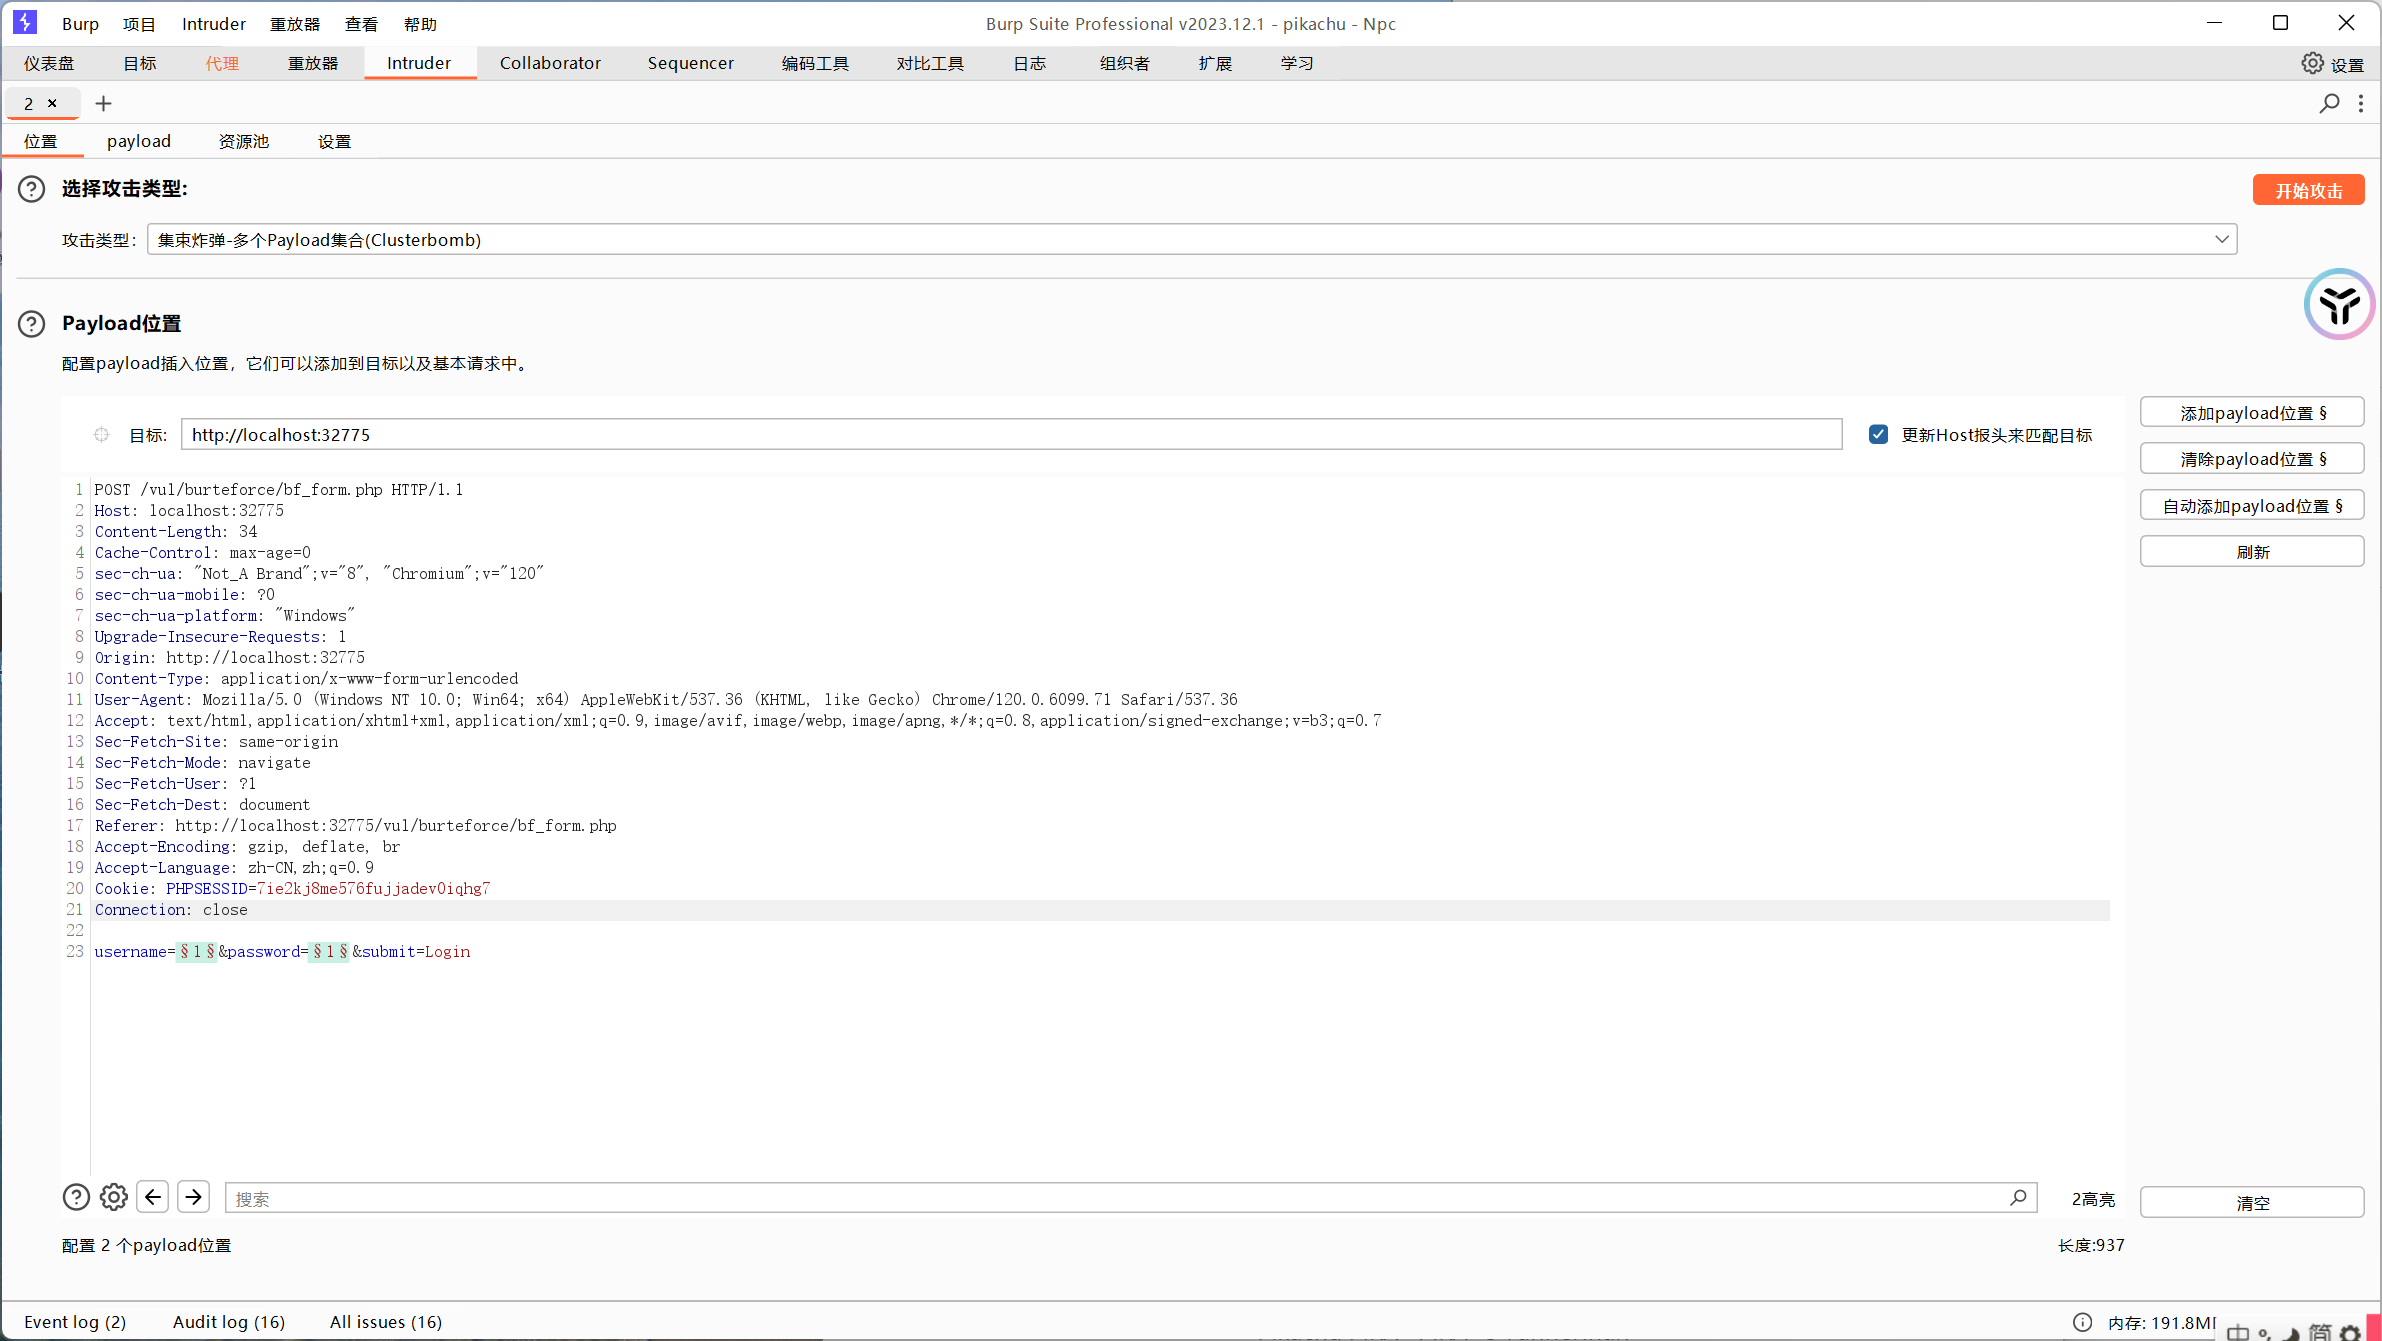 Burp 项目 Intruder 重放器 查看 帮助 Burp Suite Professional v2023.12.1 - pikachu - Npc
仪表盘 目标 代理 重放器 Intruder Collaborator Sequencer 编码工具 对比工具 日志 组织者 扩展 学习 设置
2 × +
位置 payload 资源池 设置
选择攻击类型: 开始攻击
攻击类型: 集束炸弹-多个Payload集合(Clusterbomb)
Payload位置
配置payload插入位置，它们可以添加到目标以及基本请求中。
目标: http://localhost:32775 更新Host报头来匹配目标
添加payload位置 §
清除payload位置 §
自动添加payload位置 §
刷新
1 POST /vul/burteforce/bf_form.php HTTP/1.1
2 Host: localhost:32775
3 Content-Length: 34
4 Cache-Control: max-age=0
5 sec-ch-ua: "Not_A Brand";v="8", "Chromium";v="120"
6 sec-ch-ua-mobile: ?0
7 sec-ch-ua-platform: "Windows"
8 Upgrade-Insecure-Requests: 1
9 Origin: http://localhost:32775
10 Content-Type: application/x-www-form-urlencoded
11 User-Agent: Mozilla/5.0 (Windows NT 10.0; Win64; x64) AppleWebKit/537.36 (KHTML, like Gecko) Chrome/120.0.6099.71 Safari/537.36
12 Accept: text/html,application/xhtml+xml,application/xml;q=0.9,image/avif,image/webp,image/apng,*/*;q=0.8,application/signed-exchange;v=b3;q=0.7
13 Sec-Fetch-Site: same-origin
14 Sec-Fetch-Mode: navigate
15 Sec-Fetch-User: ?1
16 Sec-Fetch-Dest: document
17 Referer: http://localhost:32775/vul/burteforce/bf_form.php
18 Accept-Encoding: gzip, deflate, br
19 Accept-Language: zh-CN,zh;q=0.9
20 Cookie: PHPSESSID=7ie2kj8me576fujjadev0iqhg7
21 Connection: close
22
23 username=§1§&password=§1§&submit=Login
搜索 2高亮 清空
配置 2 个payload位置 长度:937
Event log (2) Audit log (16) All issues (16) 内存: 191.8M
中 简